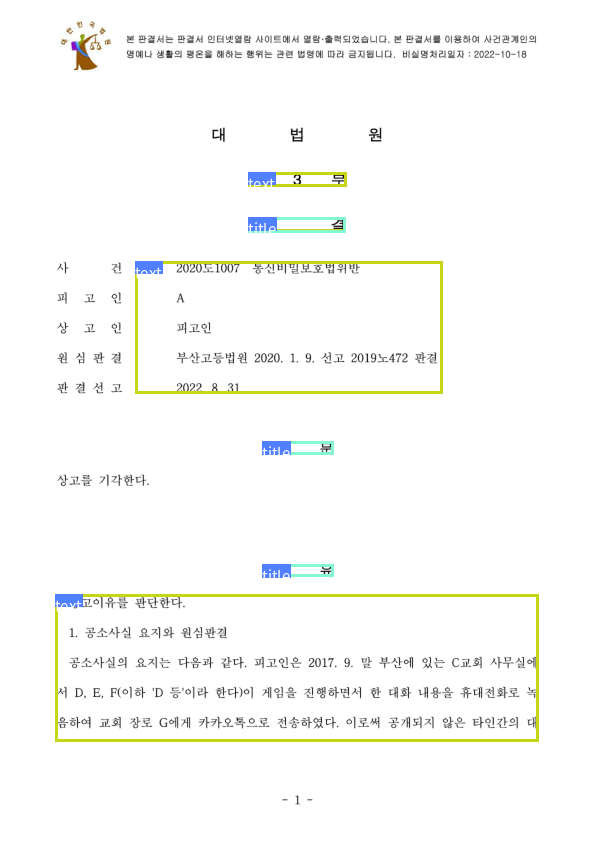 본 판결서는 판결서 인터넷열람 사이트에서 열람·출력되었습니다. 본 판결서를 이용하여 사건관계인의
명예나 생활의 평온을 해하는 행위는 관련 법령에 따라 금지됩니다. 비실명처리일자 : 2022-10-18
대한민국법원
대 법 원
text 3 부
title 결
사 건 text 2020도1007 통신비밀보호법위반
피 고 인 A
상 고 인 피고인
원 심 판 결 부산고등법원 2020. 1. 9. 선고 2019노472 판결
판 결 선 고 2022. 8. 31.
title 문
상고를 기각한다.
title 유
text 고이유를 판단한다.
1. 공소사실 요지와 원심판결
공소사실의 요지는 다음과 같다. 피고인은 2017. 9. 말 부산에 있는 C교회 사무실에
서 D, E, F(이하 'D 등'이라 한다)이 게임을 진행하면서 한 대화 내용을 휴대전화로 녹
음하여 교회 장로 G에게 카카오톡으로 전송하였다. 이로써 공개되지 않은 타인간의 대
- 1 -